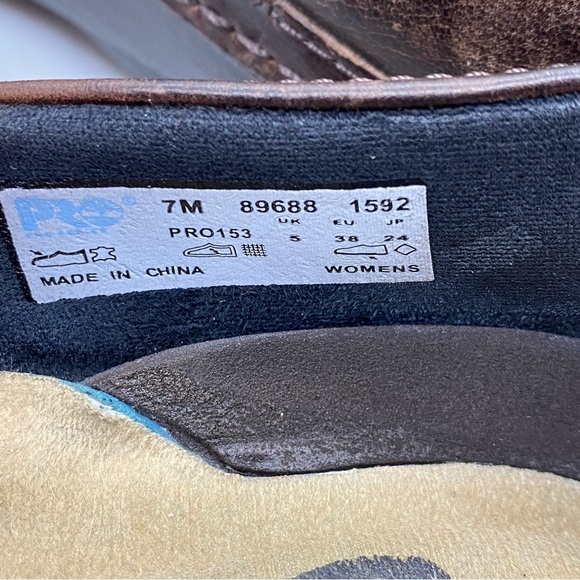 PRO 7M 89688 1592
UK EU JP
PRO153 5 38 24
MADE IN CHINA WOMENS